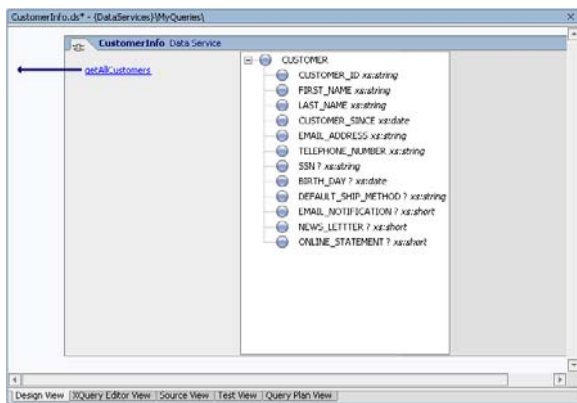 CustomerInfo.ds* - {DataServices}\MyQueries\
CustomerInfo Data Service
getAllCustomers
CUSTOMER
CUSTOMER_ID xs:string
FIRST_NAME xs:string
LAST_NAME xs:string
CUSTOMER_SINCE xs:date
EMAIL_ADDRESS xs:string
TELEPHONE_NUMBER xs:string
SSN ? xs:string
BIRTH_DAY ? xs:date
DEFAULT_SHIP_METHOD ? xs:string
EMAIL_NOTIFICATION ? xs:short
NEWS_LETTTER ? xs:short
ONLINE_STATEMENT ? xs:short
Design View XQuery Editor View Source View Test View Query Plan View